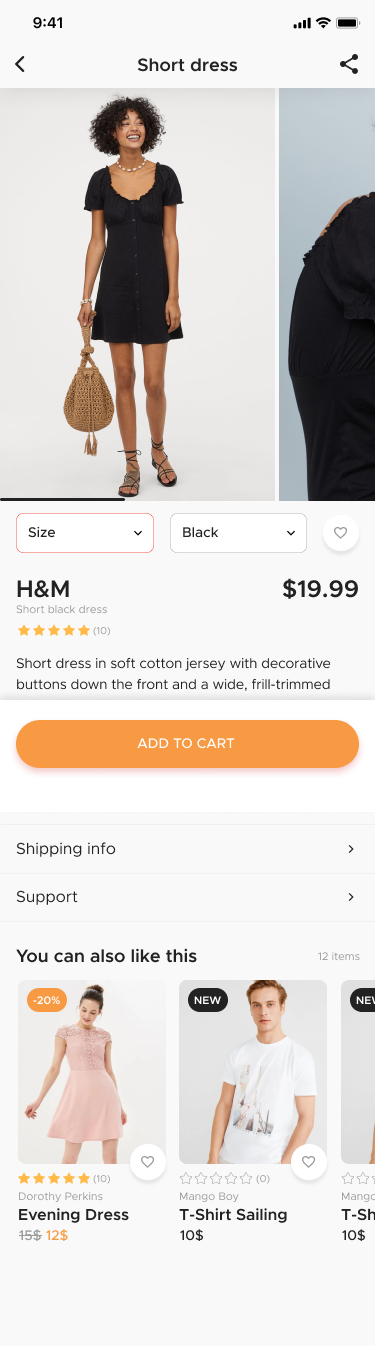 9:41
Short dress
Size
Black
H&M
$19.99
Short black dress
(10)
Short dress in soft cotton jersey with decorative
buttons down the front and a wide, frill-trimmed
ADD TO CART
Shipping info
Support
You can also like this
12 items
-20%
NEW
(10)
(0)
Dorothy Perkins
Mango Boy
Evening Dress
T-Shirt Sailing
15$ 12$
10$
10$